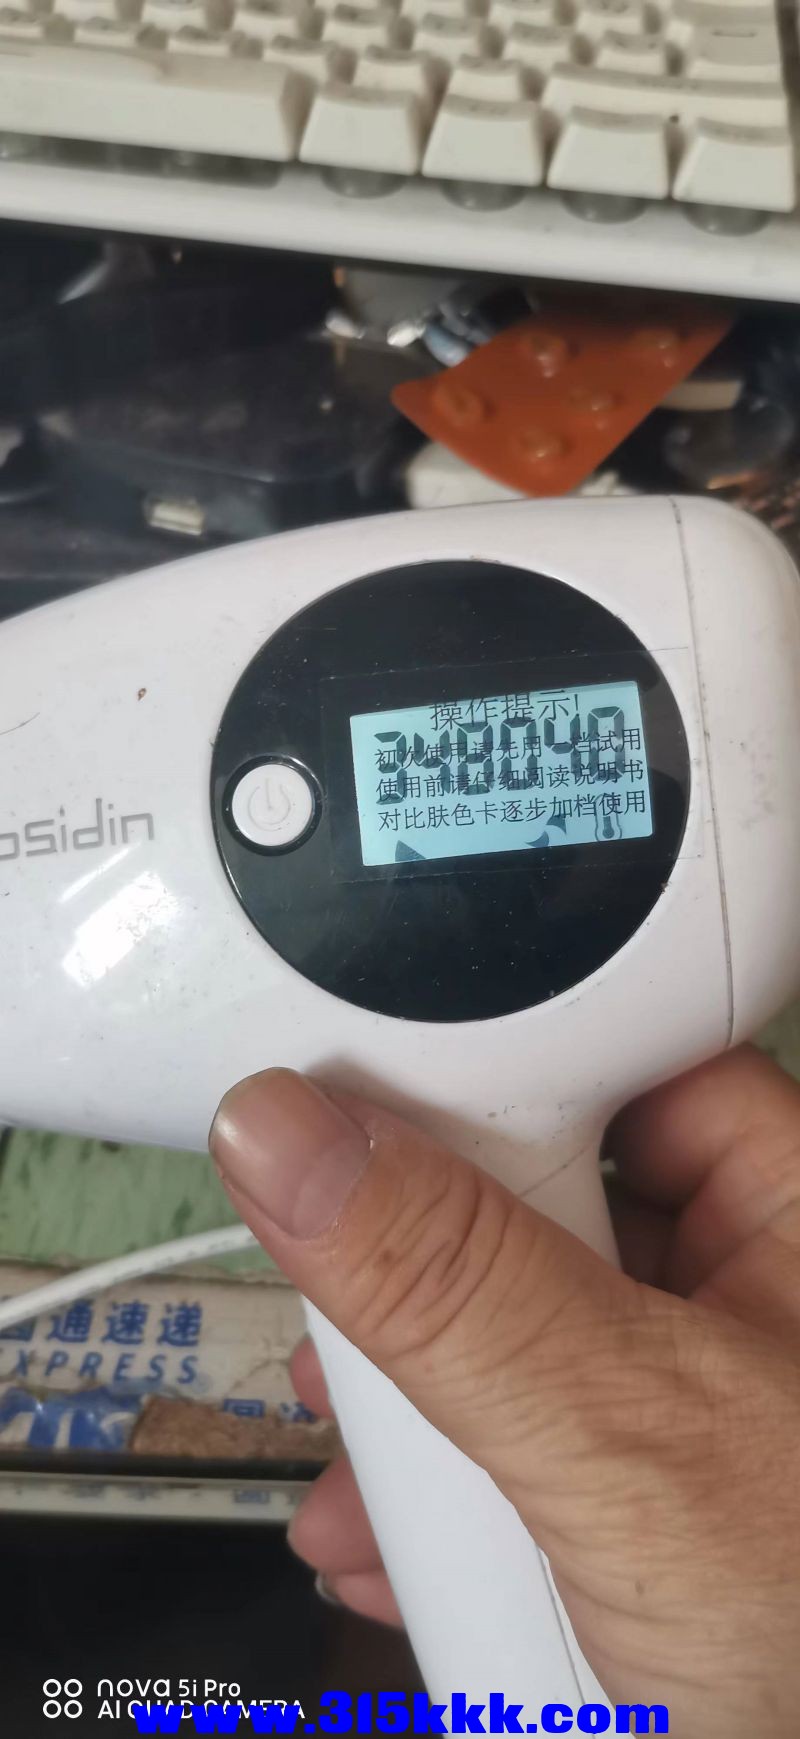 操作提示!
初次使用请先用一档试用
使用前请仔细阅读说明书
对比肤色卡逐步加档使用
osidin
通速递
EXPRESS
nova 5i Pro
AI QUAD CAMERA
www.315kkk.com